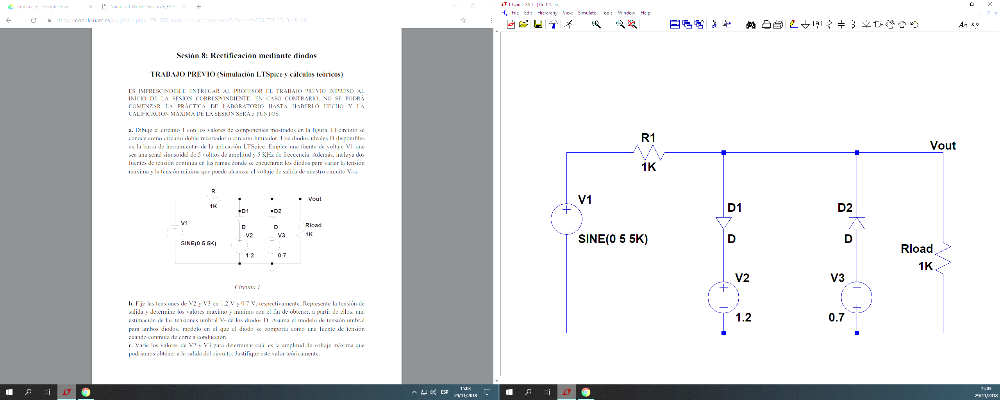 practica_8 - Google Drive
Microsoft Word - Sesion 8_ESP_
https://moodle.uam.es/pluginfile.php/1791306/mod_resource/content/13/Sesion%208_ESP_2018_19.pdf
Sesión 8: Rectificación mediante diodos
TRABAJO PREVIO (Simulación LTSpice y cálculos teóricos)
ES IMPRESCINDIBLE ENTREGAR AL PROFESOR EL TRABAJO PREVIO IMPRESO AL
INICIO DE LA SESIÓN CORRESPONDIENTE. EN CASO CONTRARIO, NO SE PODRÁ
COMENZAR LA PRÁCTICA DE LABORATORIO HASTA HABERLO HECHO Y LA
CALIFICACIÓN MÁXIMA DE LA SESIÓN SERÁ 5 PUNTOS.
a. Dibuje el circuito 1 con los valores de componentes mostrados en la figura. El circuito se
conoce como circuito doble recortador o circuito limitador. Use diodos ideales D disponibles
en la barra de herramientas de la aplicación LTSpice. Emplee una fuente de voltaje V1 que
sea una señal sinusoidal de 5 voltios de amplitud y 5 KHz de frecuencia. Además, incluya dos
fuentes de tensión continua en las ramas donde se encuentran los diodos para variar la tensión
máxima y la tensión mínima que puede alcanzar el voltaje de salida de nuestro circuito Vout.
R
1K
Vout
D1
D2
V1
D
D
Rload
1K
V2
V3
SINE(0 5 5K)
1.2
0.7
Circuito 1
b. Fije las tensiones de V2 y V3 en 1.2 V y 0.7 V, respectivamente. Represente la tensión de
salida y determine los valores máximo y mínimo con el fin de obtener, a partir de ellos, una
estimación de las tensiones umbral Vγ de los diodos D. Asuma el modelo de tensión umbral
para ambos diodos, modelo en el que el diodo se comporta como una fuente de tensión
cuando conmuta de corte a conducción.
c. Varíe los valores de V2 y V3 para determinar cuál es la amplitud de voltaje máxima que
podríamos obtener a la salida del circuito. Justifique este valor teóricamente.
ESP
15:03
29/11/2018
LTspice XVII - [Draft1.asc]
File Edit Hierarchy View Simulate Tools Window Help
Aa .op
R1
1K
Vout
V1
SINE(0 5 5K)
D1
D
D2
D
Rload
1K
V2
1.2
V3
0.7
15:03
29/11/2018